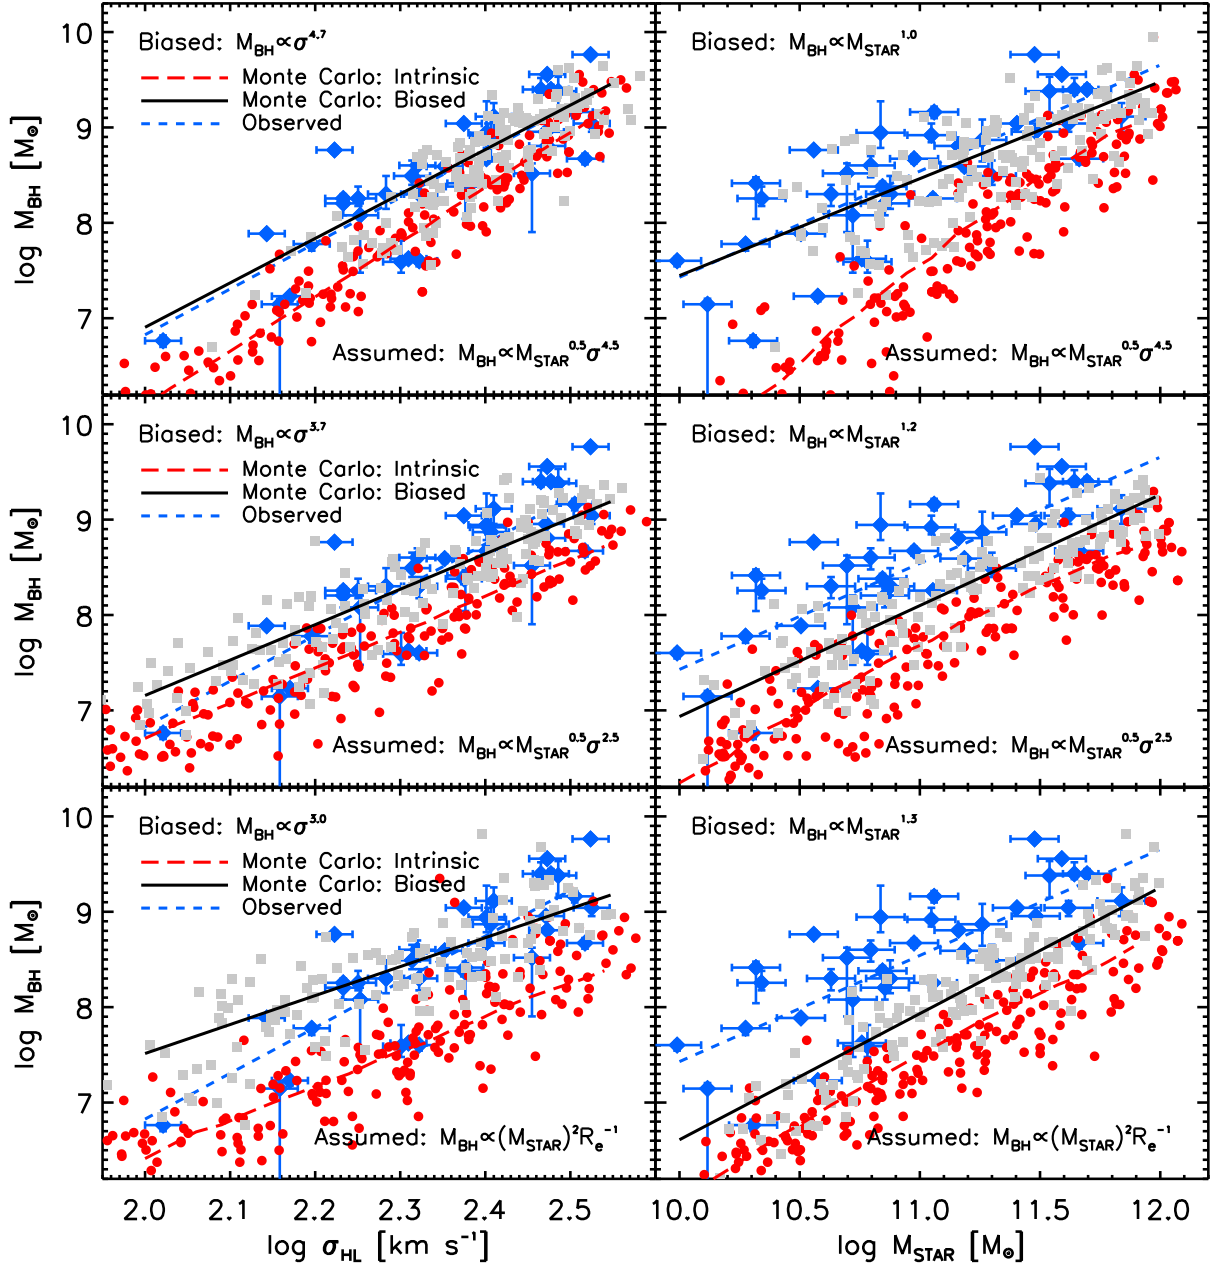 Biased: M_BH∝σ^4.7
Monte Carlo: Intrinsic
Monte Carlo: Biased
Observed
Assumed: M_BH∝M_STAR^0.5σ^4.5
log M_BH [M_⊙]
10
9
8
7
Biased: M_BH∝M_STAR^1.0
Assumed: M_BH∝M_STAR^0.5σ^4.5
Biased: M_BH∝σ^3.7
Monte Carlo: Intrinsic
Monte Carlo: Biased
Observed
Assumed: M_BH∝M_STAR^0.5σ^2.5
log M_BH [M_⊙]
10
9
8
7
Biased: M_BH∝M_STAR^1.2
Assumed: M_BH∝M_STAR^0.5σ^2.5
Biased: M_BH∝σ^3.0
Monte Carlo: Intrinsic
Monte Carlo: Biased
Observed
Assumed: M_BH∝(M_STAR)^2R_e^-1
log M_BH [M_⊙]
10
9
8
7
Biased: M_BH∝M_STAR^1.3
Assumed: M_BH∝(M_STAR)^2R_e^-1
2.0 2.1 2.2 2.3 2.4 2.5
log σ_HL [km s^-1]
10.0 10.5 11.0 11.5 12.0
log M_STAR [M_⊙]